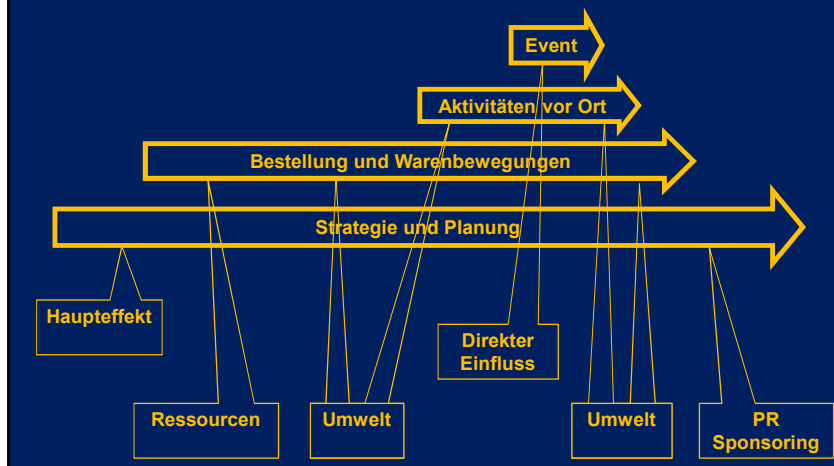 Event
Aktivitäten vor Ort
Bestellung und Warenbewegungen
Strategie und Planung
Haupteffekt
Direkter
Einfluss
Ressourcen
Umwelt
Umwelt
PR
Sponsoring